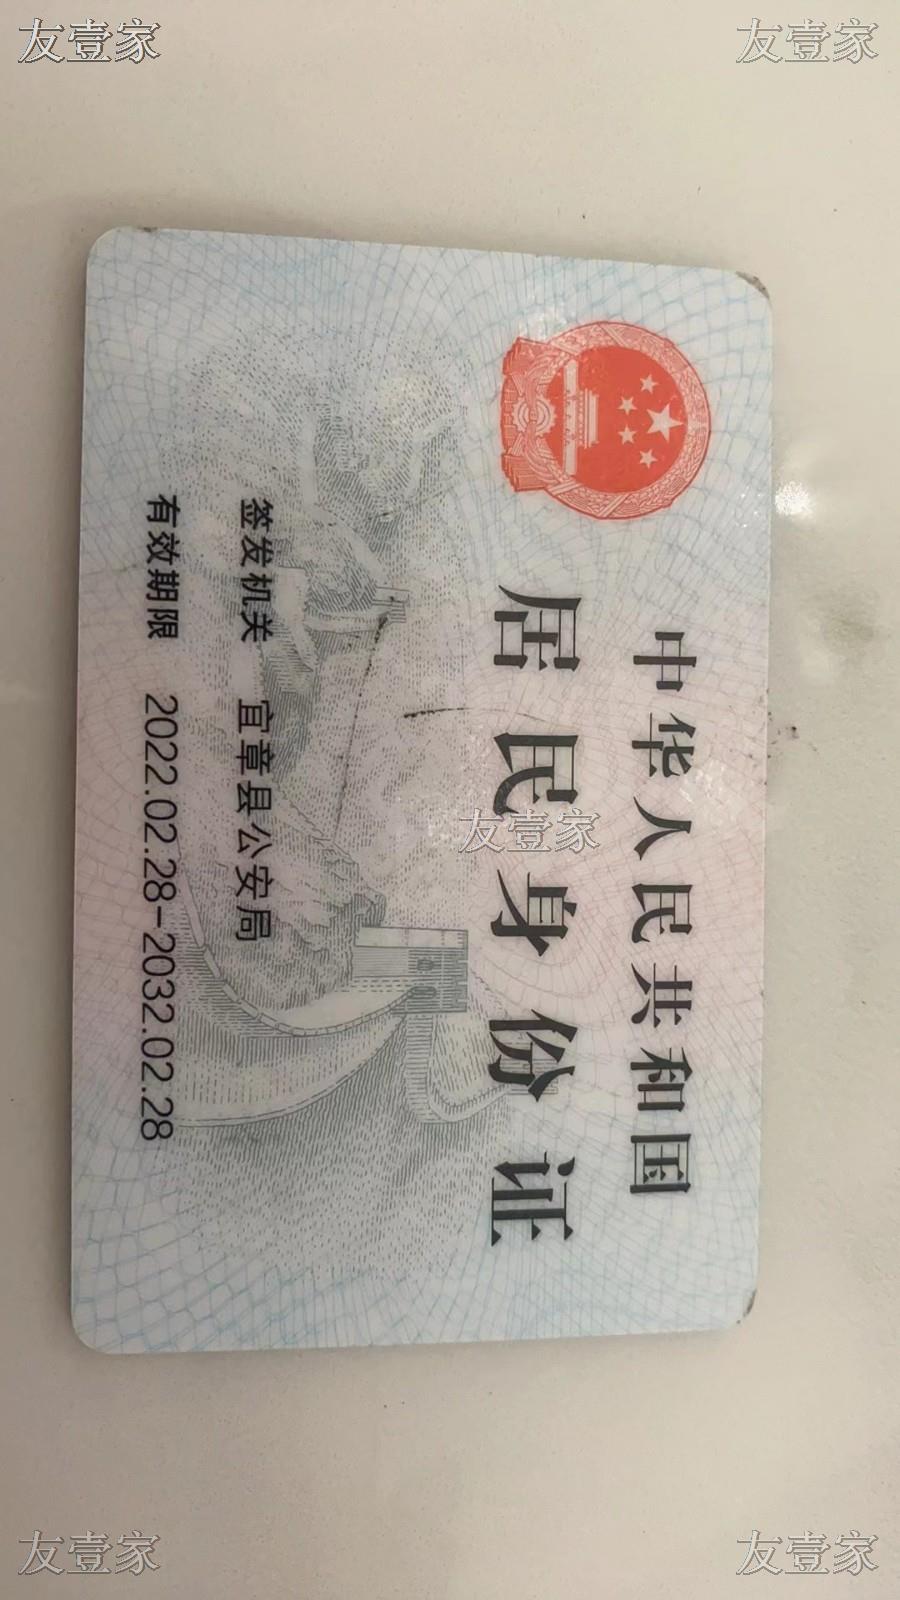 友壹家
友壹家
中华人民共和国
居民身份证
友壹家
签发机关 宜章县公安局
有效期限 2022.02.28-2032.02.28
友壹家
友壹家